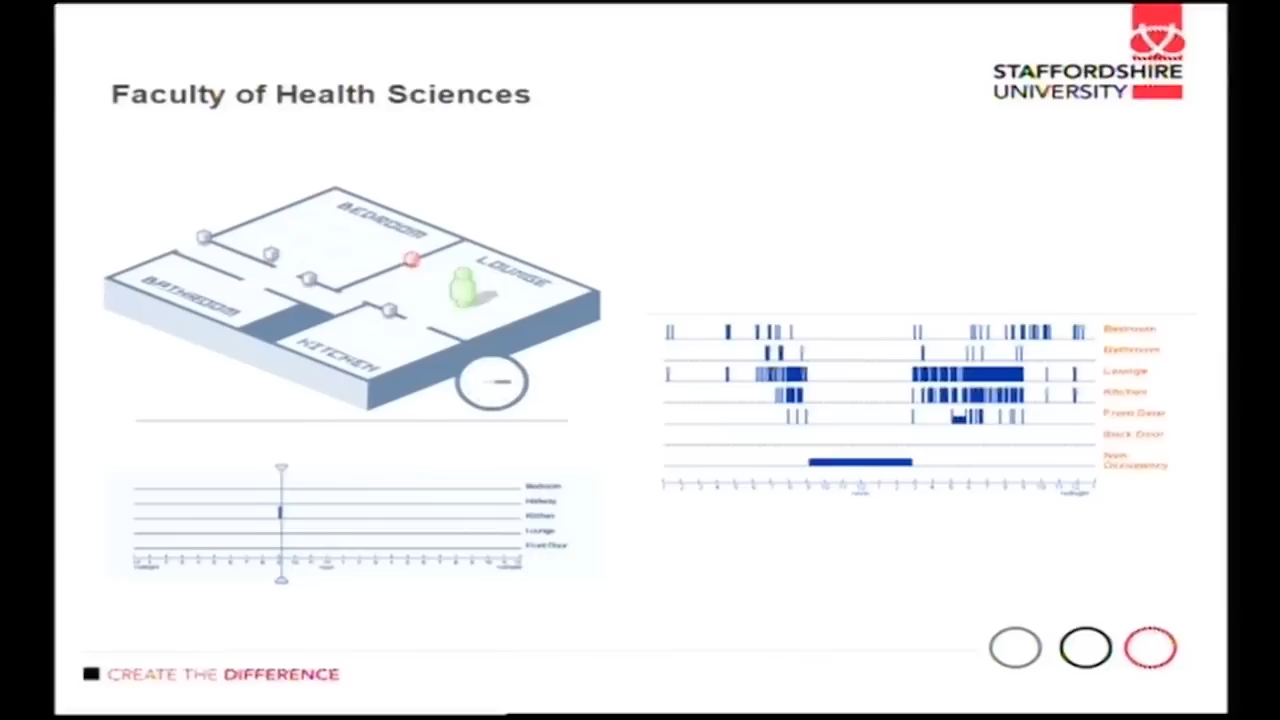 STAFFORDSHIRE
UNIVERSITY
Faculty of Health Sciences
BEDROOM
LOUNGE
BATHROOM
KITCHEN
Bedroom
Bathroom
Lounge
Kitchen
Front Door
Back Door
Non
Occupancy
Bedroom
Hallway
Kitchen
Lounge
Front Door
CREATE THE DIFFERENCE